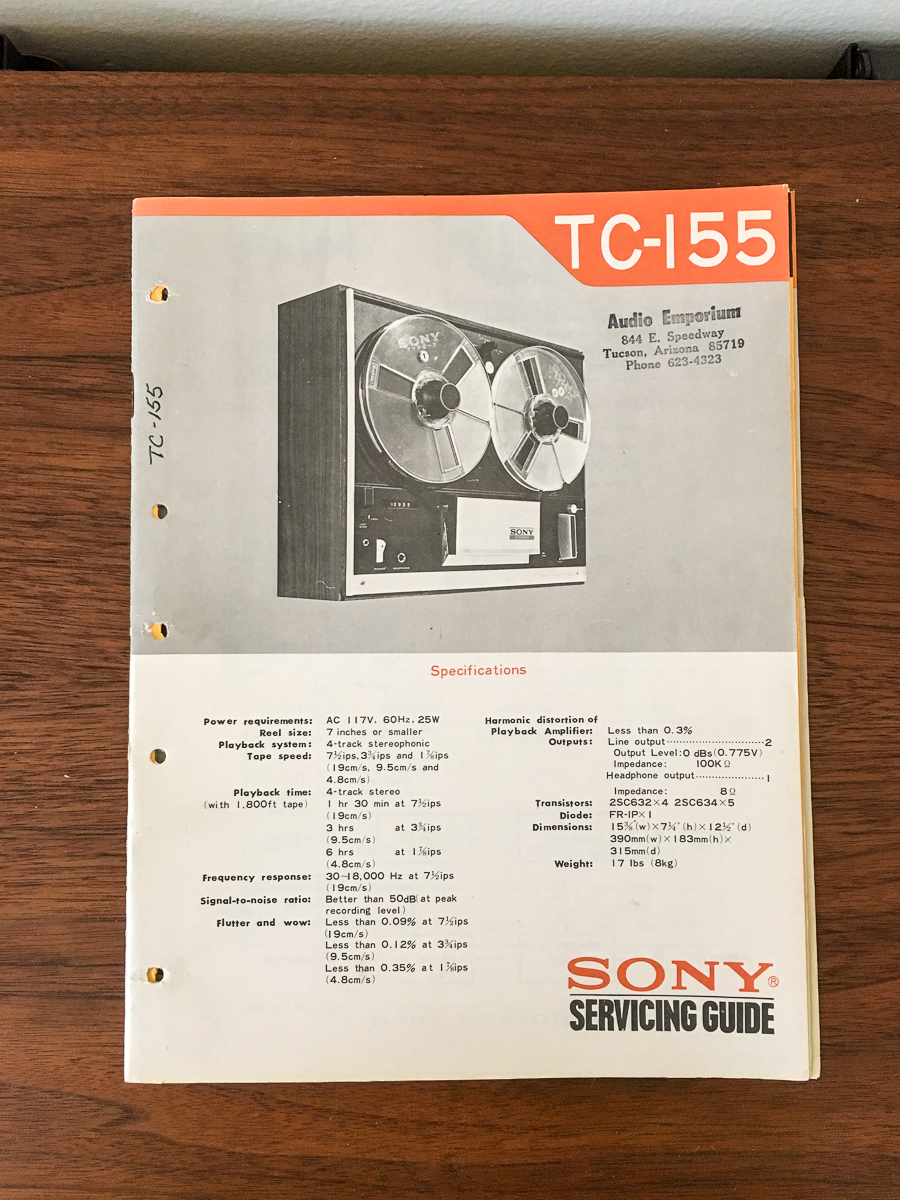 TC-155
Audio Emporium
844 E. Speedway
Tucson, Arizona 85719
Phone 623-4323
TC-155
SONY
SONY
Specifications
Power requirements: AC 117V, 60Hz, 25W
Reel size: 7 inches or smaller
Playback system: 4-track stereophonic
Tape speed: 7½ips, 3¾ips and 1⅞ips
(19cm/s, 9.5cm/s and
4.8cm/s)
Playback time: 4-track stereo
(with 1,800ft tape) 1 hr 30 min at 7½ips
(19cm/s)
3 hrs at 3¾ips
(9.5cm/s)
6 hrs at 1⅞ips
(4.8cm/s)
Frequency response: 30~18,000 Hz at 7½ips
(19cm/s)
Signal-to-noise ratio: Better than 50dB(at peak
recording level)
Flutter and wow: Less than 0.09% at 7½ips
(19cm/s)
Less than 0.12% at 3¾ips
(9.5cm/s)
Less than 0.35% at 1⅞ips
(4.8cm/s)
Harmonic distortion of
Playback Amplifier: Less than 0.3%
Outputs: Line output····························2
Output Level:0 dBs(0.775V)
Impedance: 100KΩ
Headphone output····················1
Impedance: 8Ω
Transistors: 2SC632×4 2SC634×5
Diode: FR-1P×1
Dimensions: 15⅜"(w)×7¼"(h)×12½"(d)
390mm(w)×183mm(h)×
315mm(d)
Weight: 17 lbs (8kg)
SONY®
SERVICING GUIDE